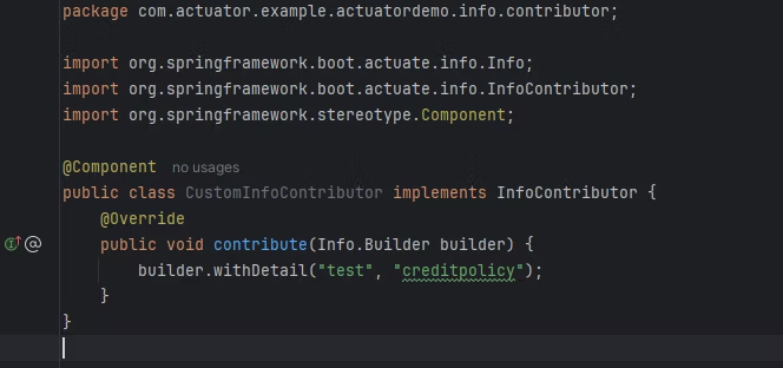 package com.actuator.example.actuatordemo.info.contributor;
import org.springframework.boot.actuate.info.Info;
import org.springframework.boot.actuate.info.InfoContributor;
import org.springframework.stereotype.Component;
@Component no usages
public class CustomInfoContributor implements InfoContributor {
@Override
public void contribute(Info.Builder builder) {
builder.withDetail("test", "creditpolicy");
}
}